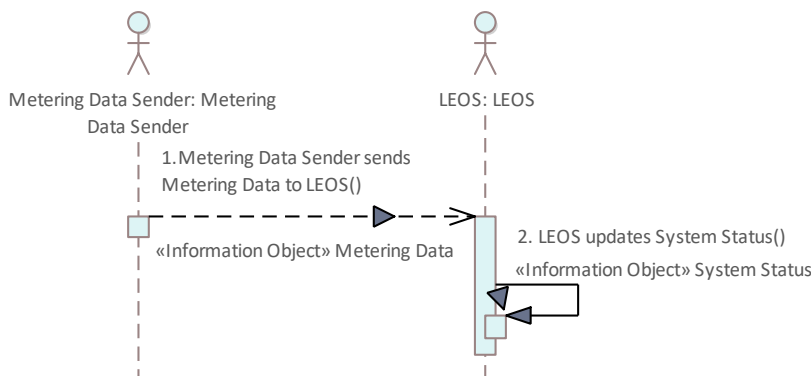 Metering Data Sender: Metering
Data Sender
LEOS: LEOS
1.Metering Data Sender sends
Metering Data to LEOS()
«Information Object» Metering Data
2. LEOS updates System Status()
«Information Object» System Status